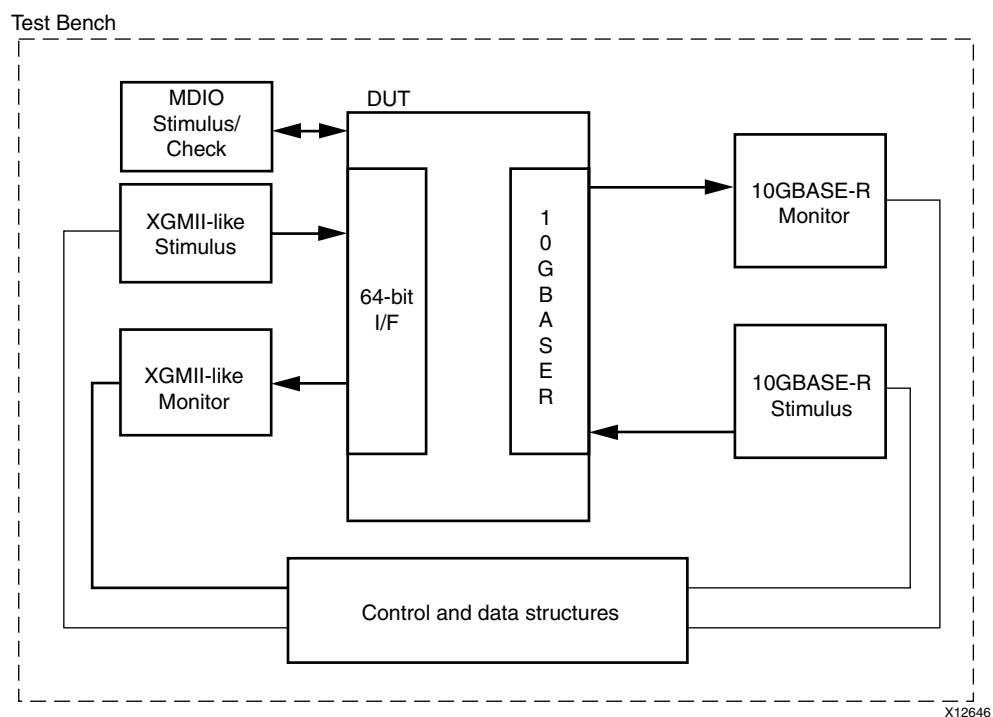 Test Bench
MDIO
Stimulus/
Check
DUT
XGMII-like
Stimulus
64-bit
I/F
XGMII-like
Monitor
1
0
G
B
A
S
E
R
10GBASE-R
Monitor
10GBASE-R
Stimulus
Control and data structures
X12646